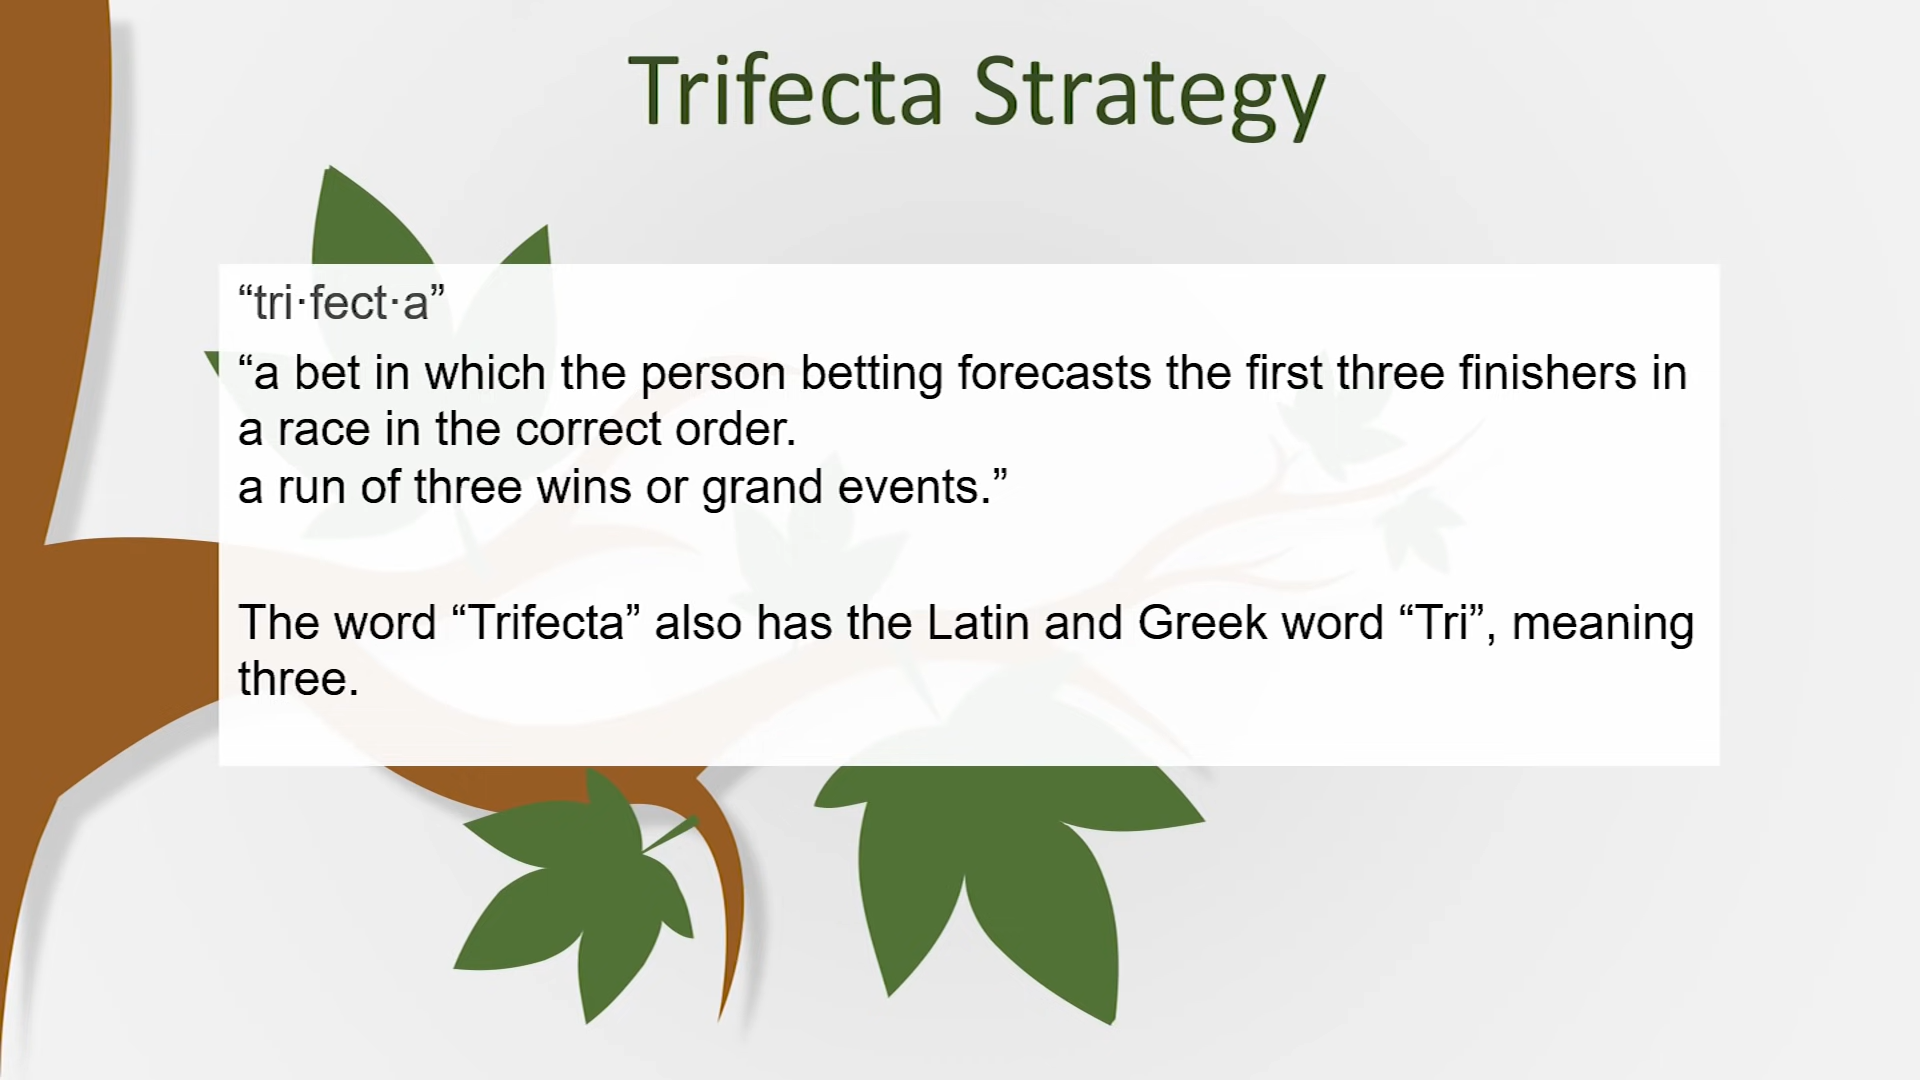 Trifecta Strategy
“tri·fect·a”
“a bet in which the person betting forecasts the first three finishers in
a race in the correct order.
a run of three wins or grand events.”
The word “Trifecta” also has the Latin and Greek word “Tri”, meaning
three.